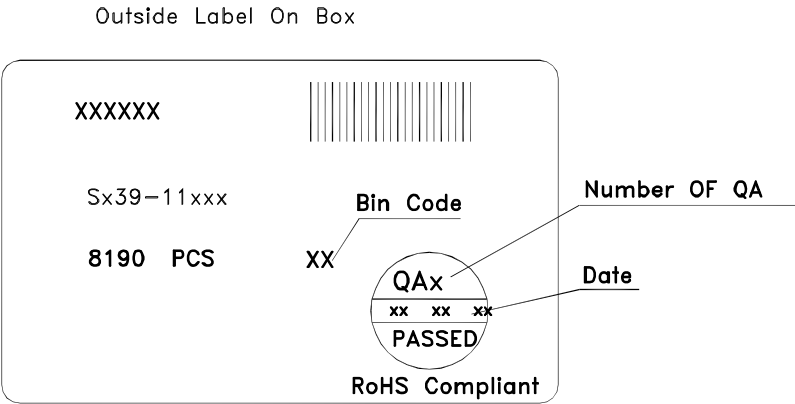 Outside Label On Box
XXXXXX
Sx39-11xxx
Bin Code
Number OF QA
8190 PCS
XX
QAx
Date
xx xx xx
PASSED
RoHS Compliant